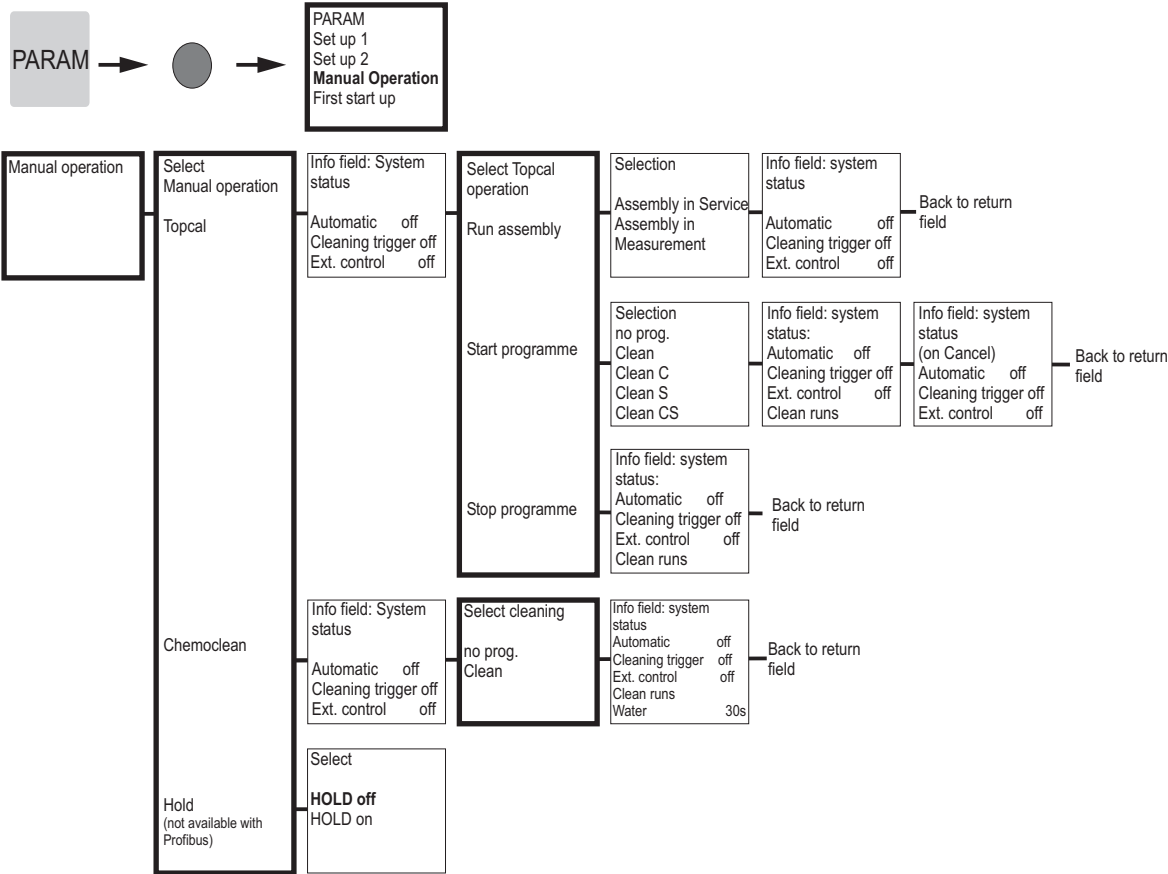 PARAM
PARAM
Set up 1
Set up 2
Manual Operation
First start up
Manual operation
Select
Manual operation
Topcal
Info field: System
status
Automatic off
Cleaning trigger off
Ext. control off
Select Topcal
operation
Run assembly
Selection
Assembly in Service
Assembly in
Measurement
Info field: system
status
Automatic off
Cleaning trigger off
Ext. control off
Back to return
field
Start programme
Selection
no prog.
Clean
Clean C
Clean S
Clean CS
Info field: system
status:
Automatic off
Cleaning trigger off
Ext. control off
Clean runs
Info field: system
status
(on Cancel)
Automatic off
Cleaning trigger off
Ext. control off
Back to return
field
Stop programme
Info field: system
status:
Automatic off
Cleaning trigger off
Ext. control off
Clean runs
Back to return
field
Chemoclean
Info field: System
status
Automatic off
Cleaning trigger off
Ext. control off
Select cleaning
no prog.
Clean
Info field: system
status
Automatic off
Cleaning trigger off
Ext. control off
Clean runs
Water 30s
Back to return
field
Hold
(not available with
Profibus)
Select
HOLD off
HOLD on